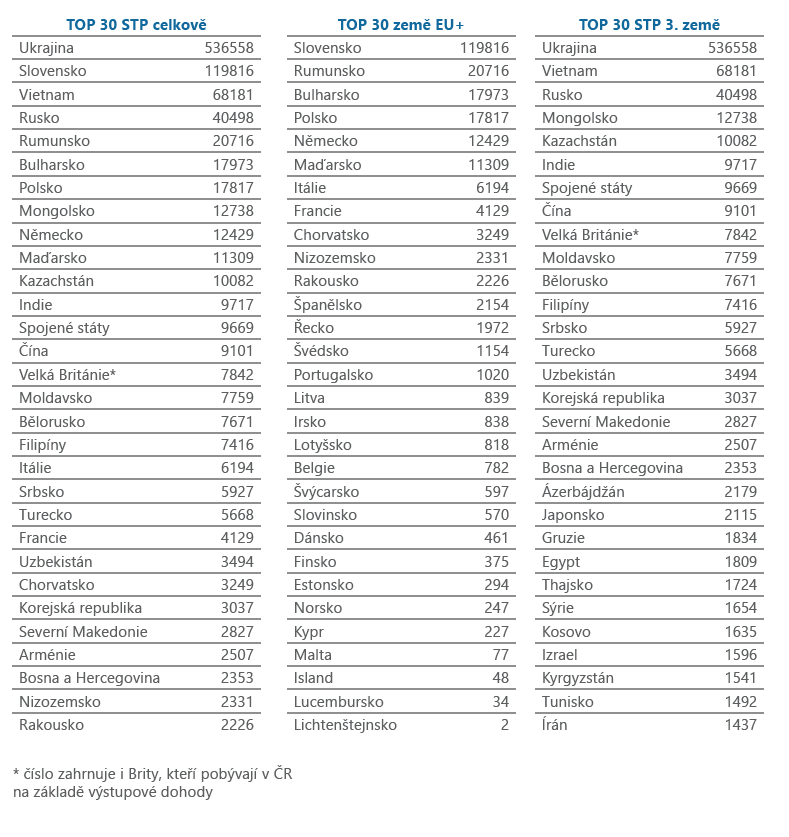 TOP 30 STP celkově
Ukrajina 536558
Slovensko 119816
Vietnam 68181
Rusko 40498
Rumunsko 20716
Bulharsko 17973
Polsko 17817
Mongolsko 12738
Německo 12429
Maďarsko 11309
Kazachstán 10082
Indie 9717
Spojené státy 9669
Čína 9101
Velká Británie* 7842
Moldavsko 7759
Bělorusko 7671
Filipíny 7416
Itálie 6194
Srbsko 5927
Turecko 5668
Francie 4129
Uzbekistán 3494
Chorvatsko 3249
Korejská republika 3037
Severní Makedonie 2827
Arménie 2507
Bosna a Hercegovina 2353
Nizozemsko 2331
Rakousko 2226
TOP 30 země EU+
Slovensko 119816
Rumunsko 20716
Bulharsko 17973
Polsko 17817
Německo 12429
Maďarsko 11309
Itálie 6194
Francie 4129
Chorvatsko 3249
Nizozemsko 2331
Rakousko 2226
Španělsko 2154
Řecko 1972
Švédsko 1154
Portugalsko 1020
Litva 839
Irsko 838
Lotyšsko 818
Belgie 782
Švýcarsko 597
Slovinsko 570
Dánsko 461
Finsko 375
Estonsko 294
Norsko 247
Kypr 227
Malta 77
Island 48
Lucembursko 34
Lichtenštejnsko 2
TOP 30 STP 3. země
Ukrajina 536558
Vietnam 68181
Rusko 40498
Mongolsko 12738
Kazachstán 10082
Indie 9717
Spojené státy 9669
Čína 9101
Velká Británie* 7842
Moldavsko 7759
Bělorusko 7671
Filipíny 7416
Srbsko 5927
Turecko 5668
Uzbekistán 3494
Korejská republika 3037
Severní Makedonie 2827
Arménie 2507
Bosna a Hercegovina 2353
Ázerbájdžán 2179
Japonsko 2115
Gruzie 1834
Egypt 1809
Thajsko 1724
Sýrie 1654
Kosovo 1635
Izrael 1596
Kyrgyzstán 1541
Tunisko 1492
Írán 1437
* číslo zahrnuje i Brity, kteří pobývají v ČR
na základě výstupové dohody